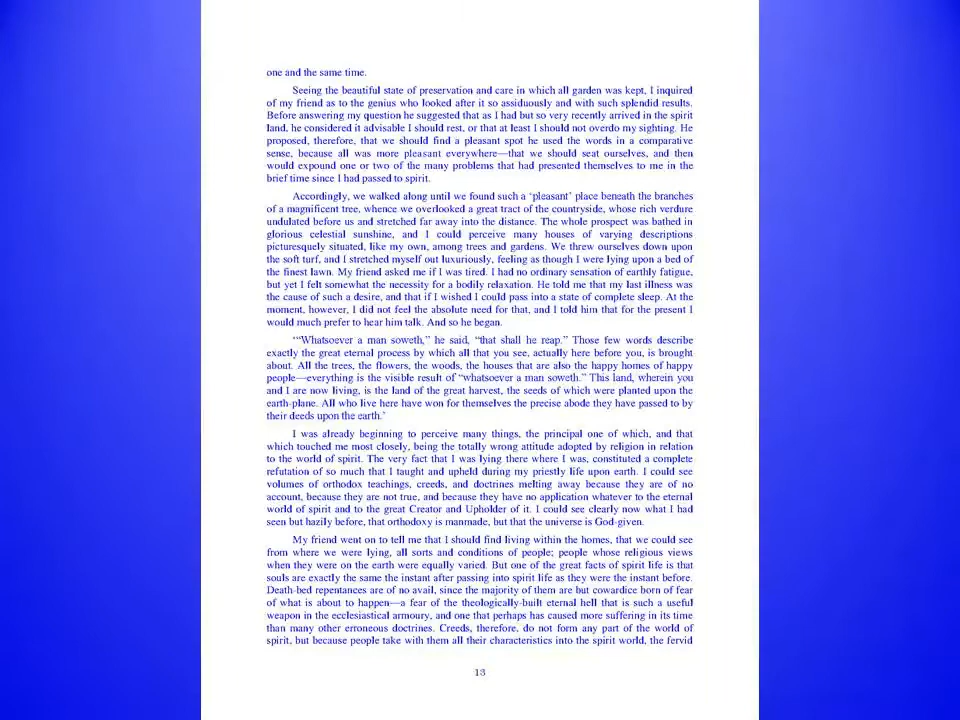 one and the same time.
Seeing the beautiful state of preservation and care in which all garden was kept, I inquired
of my friend as to the genius who looked after it so assiduously and with such splendid results.
Before answering my question he suggested that as I had but so very recently arrived in the spirit
land, he considered it advisable I should rest, or that at least I should not overdo my sighting. He
proposed, therefore, that we should find a pleasant spot he used the words in a comparative
sense, because all was more pleasant everywhere—that we should seat ourselves, and then
would expound one or two of the many problems that had presented themselves to me in the
brief time since I had passed to spirit.
Accordingly, we walked along until we found such a ‘pleasant’ place beneath the branches
of a magnificent tree, whence we overlooked a great tract of the countryside, whose rich verdure
undulated before us and stretched far away into the distance. The whole prospect was bathed in
glorious celestial sunshine, and I could perceive many houses of varying descriptions
picturesquely situated, like my own, among trees and gardens. We threw ourselves down upon
the soft turf, and I stretched myself out luxuriously, feeling as though I were lying upon a bed of
the finest lawn. My friend asked me if I was tired. I had no ordinary sensation of earthly fatigue,
but yet I felt somewhat the necessity for a bodily relaxation. He told me that my last illness was
the cause of such a desire, and that if I wished I could pass into a state of complete sleep. At the
moment, however, I did not feel the absolute need for that, and I told him that for the present I
would much prefer to hear him talk. And so he began.
‘“Whatsoever a man soweth,” he said, “that shall he reap.” Those few words describe
exactly the great eternal process by which all that you see, actually here before you, is brought
about. All the trees, the flowers, the woods, the houses that are also the happy homes of happy
people—everything is the visible result of “whatsoever a man soweth.” This land, wherein you
and I are now living, is the land of the great harvest, the seeds of which were planted upon the
earth-plane. All who live here have won for themselves the precise abode they have passed to by
their deeds upon the earth.’
I was already beginning to perceive many things, the principal one of which, and that
which touched me most closely, being the totally wrong attitude adopted by religion in relation
to the world of spirit. The very fact that I was lying there where I was, constituted a complete
refutation of so much that I taught and upheld during my priestly life upon earth. I could see
volumes of orthodox teachings, creeds, and doctrines melting away because they are of no
account, because they are not true, and because they have no application whatever to the eternal
world of spirit and to the great Creator and Upholder of it. I could see clearly now what I had
seen but hazily before, that orthodoxy is manmade, but that the universe is God-given.
My friend went on to tell me that I should find living within the homes, that we could see
from where we were lying, all sorts and conditions of people; people whose religious views
when they were on the earth were equally varied. But one of the great facts of spirit life is that
souls are exactly the same the instant after passing into spirit life as they were the instant before.
Death-bed repentances are of no avail, since the majority of them are but cowardice born of fear
of what is about to happen—a fear of the theologically-built eternal hell that is such a useful
weapon in the ecclesiastical armoury, and one that perhaps has caused more suffering in its time
than many other erroneous doctrines. Creeds, therefore, do not form any part of the world of
spirit, but because people take with them all their characteristics into the spirit world, the fervid
13